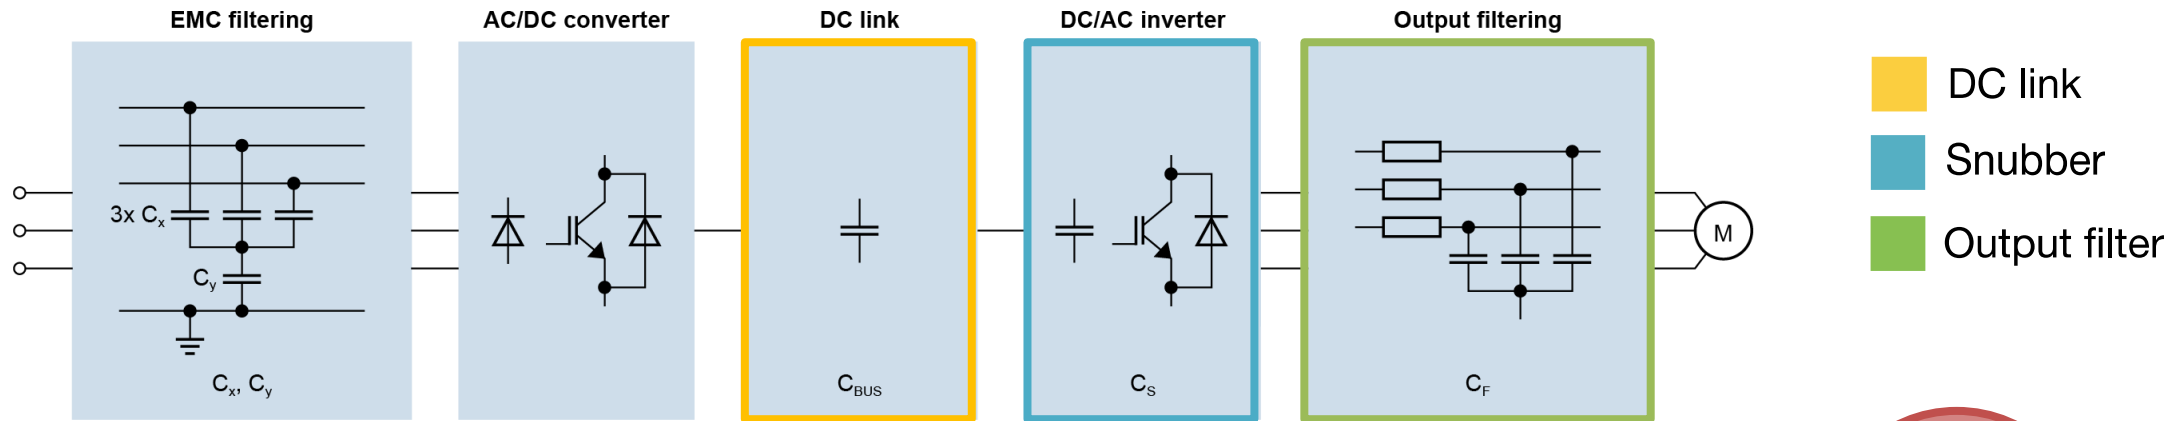 EMC filtering
AC/DC converter
DC link
DC/AC inverter
Output filtering
3x Cx
Cy
Cx, Cy
CBUS
CS
CF
M
DC link
Snubber
Output filter